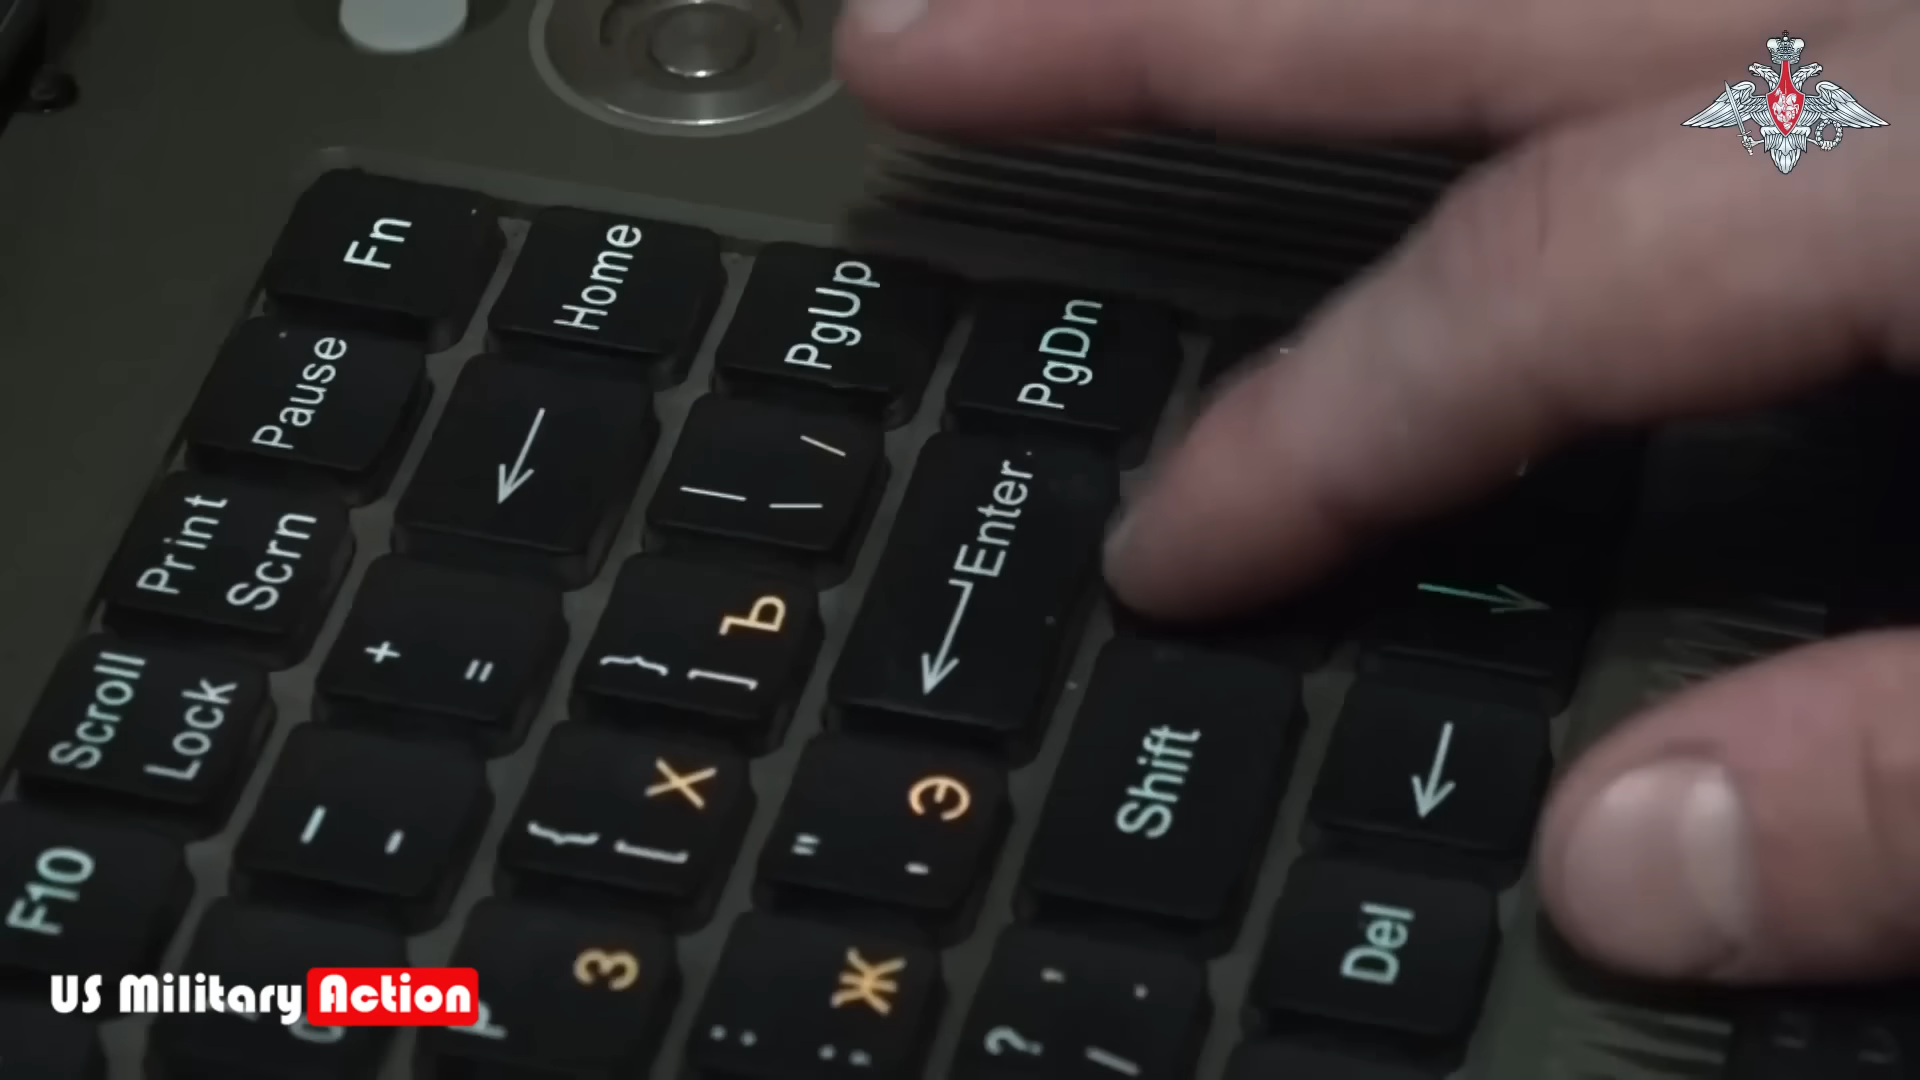 Fn
Home
PgUp
PgDn
Pause
←
| /
\
←Enter
→
Print
Scrn
+
=
} Ъ
]
Shift
←
Scroll
Lock
_
-
{ Х
[
" Э
'
Del
F10
P З
: Ж
;
? ,
/ .
US Military Action